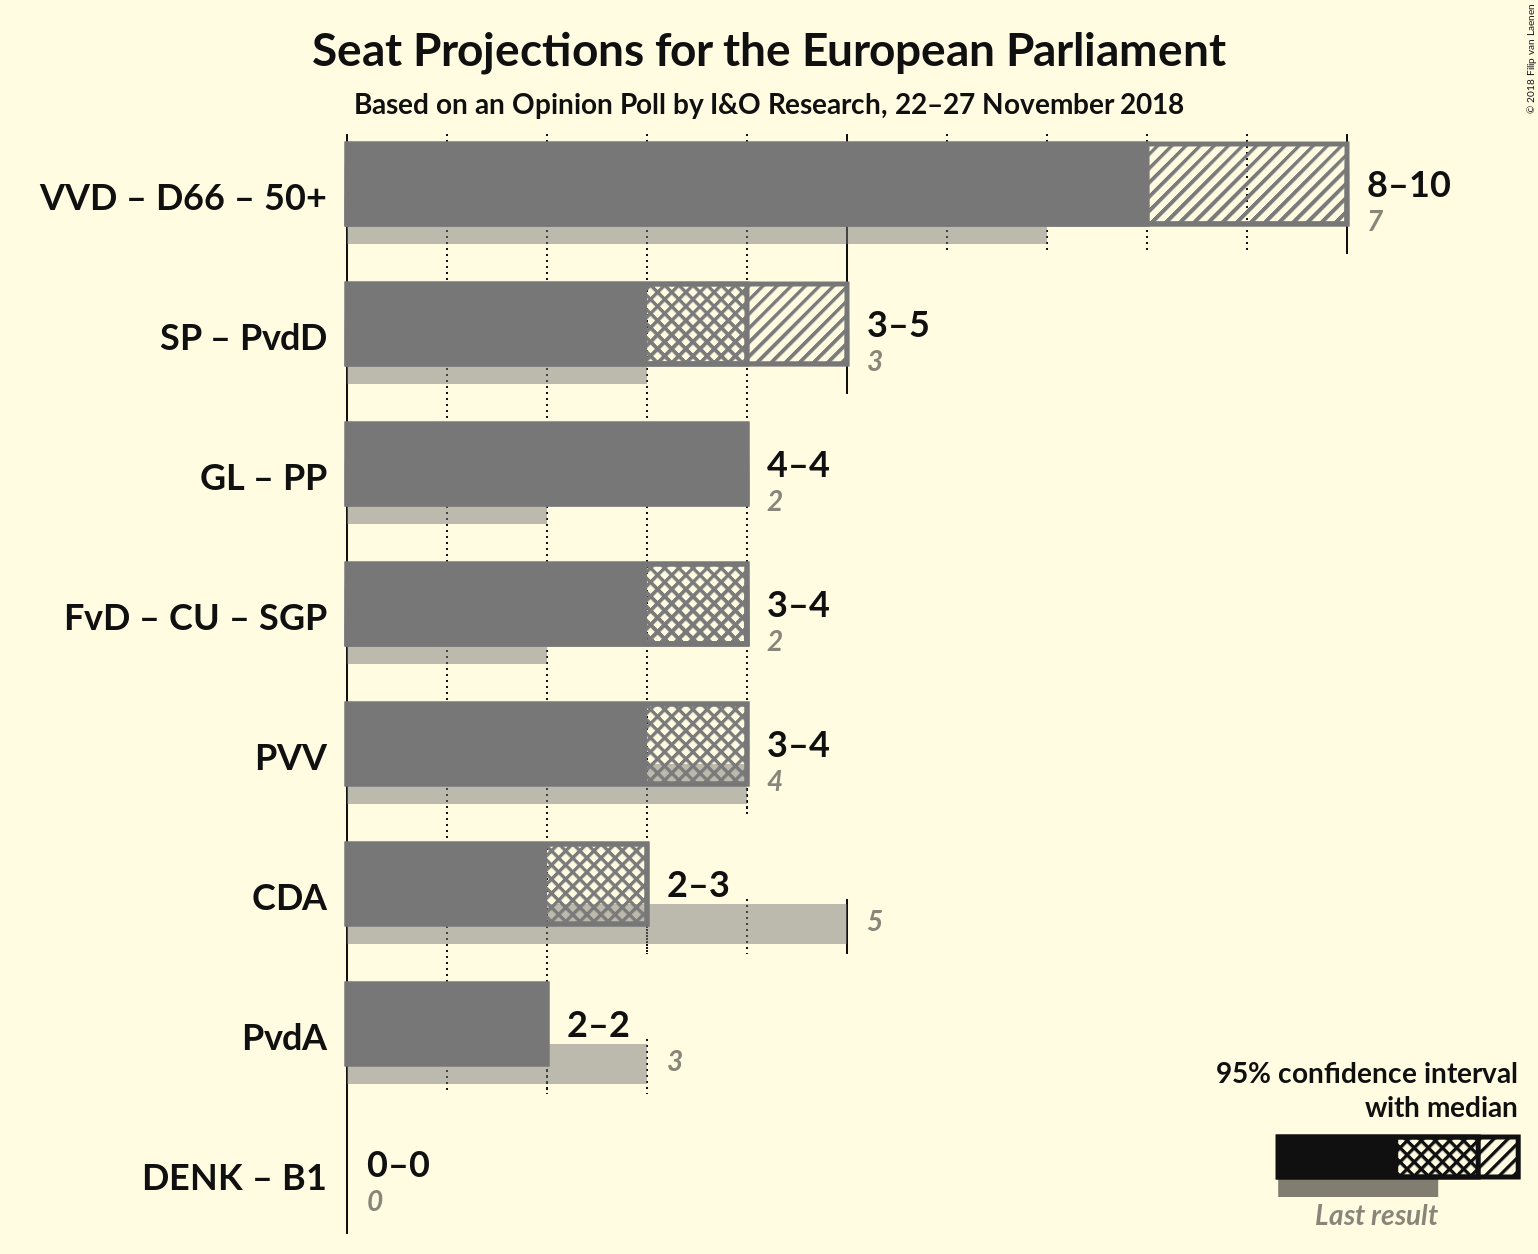 Seat Projections for the European Parliament
Based on an Opinion Poll by I&O Research, 22–27 November 2018
© 2018 Filip van Laenen
VVD – D66 – 50+
8–10
7
SP – PvdD
3–5
3
GL – PP
4–4
2
FvD – CU – SGP
3–4
2
PVV
3–4
4
CDA
2–3
5
PvdA
2–2
3
DENK – B1
0–0
0
95% confidence interval
with median
Last result